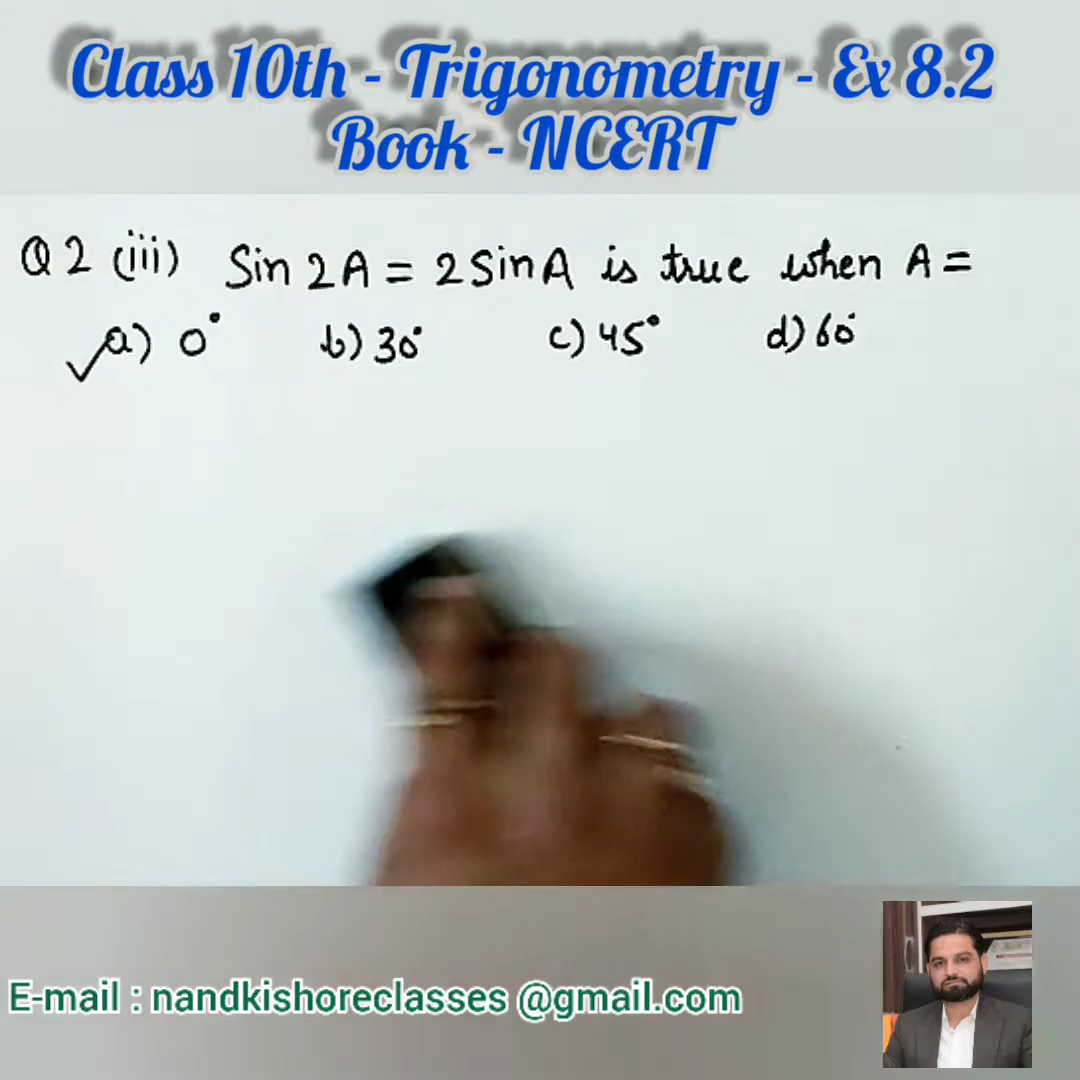 Class 10th - Trigonometry - Ex 8.2
Book - NCERT
Q 2 (iii) Sin 2A = 2 Sin A is true when A =
a) 0° b) 30° c) 45° d) 60°
E-mail : nandkishoreclasses @gmail.com